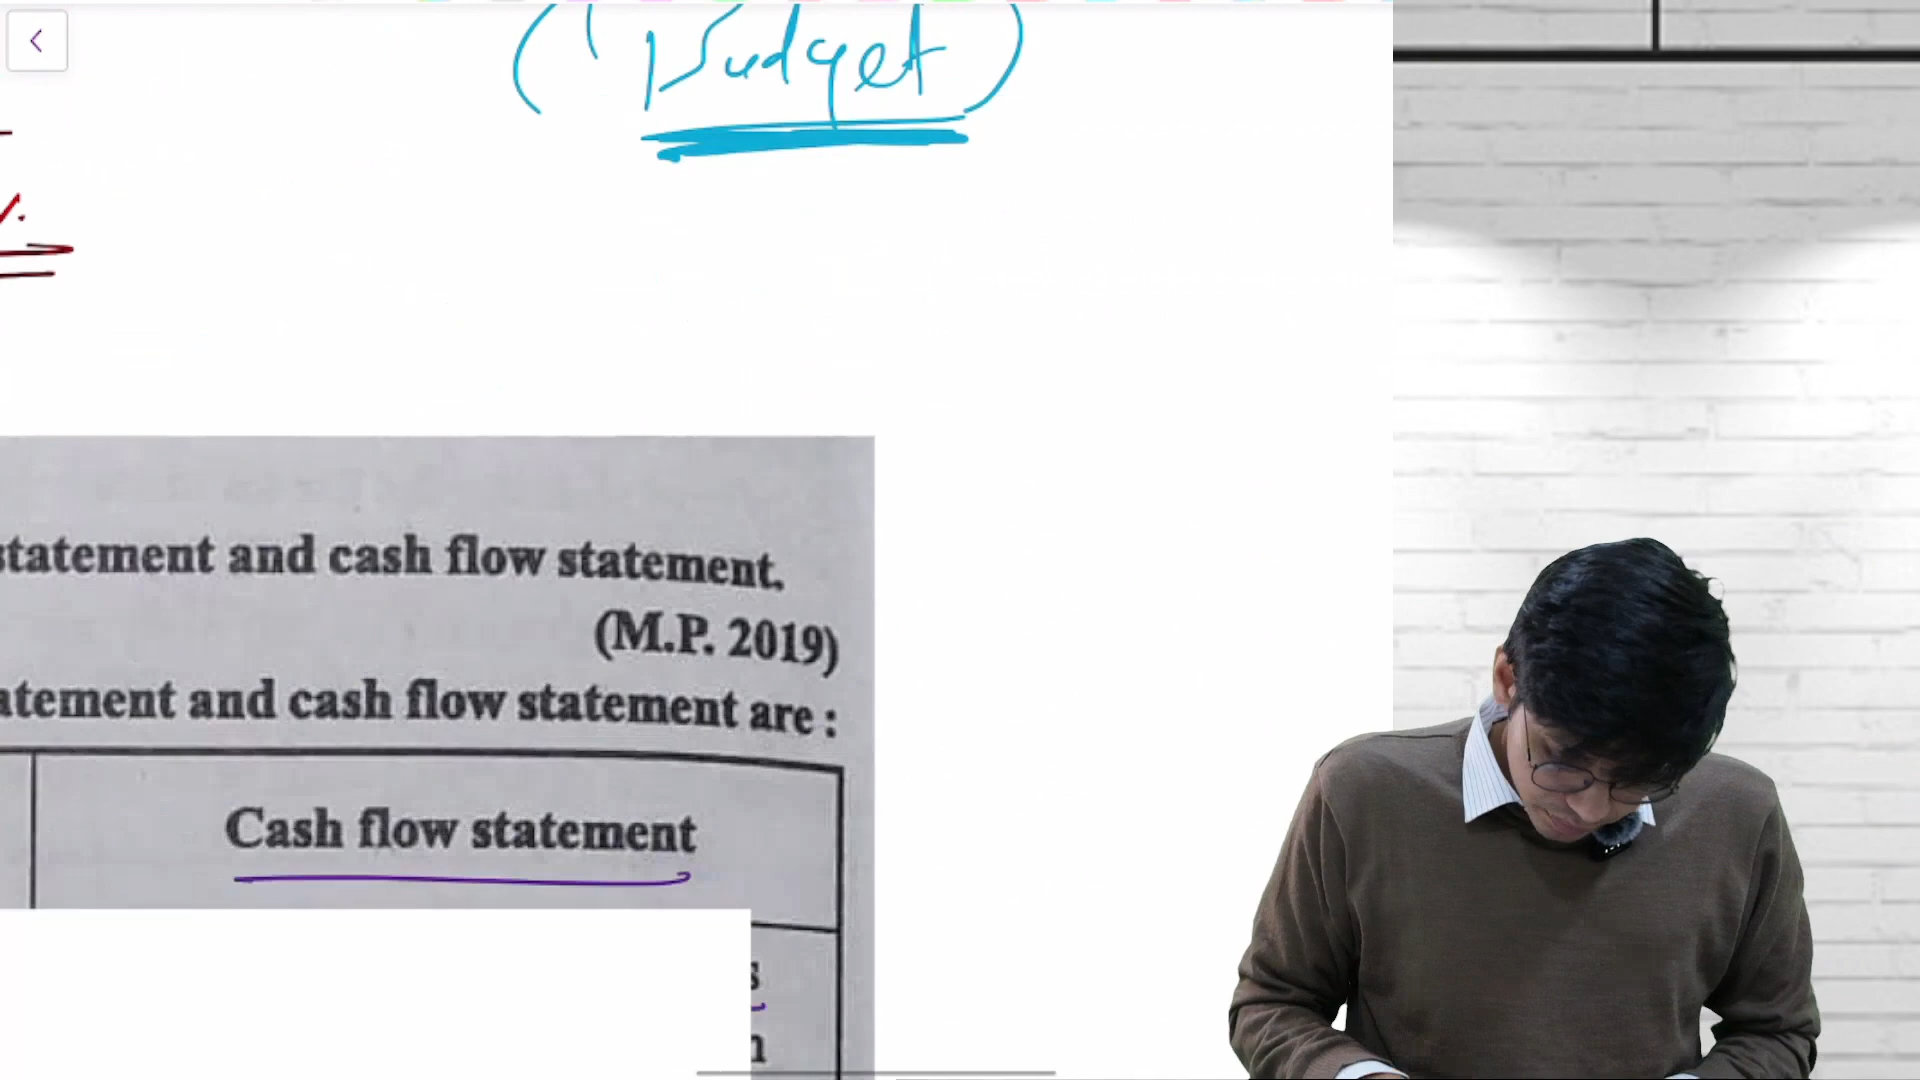 (Budget)
statement and cash flow statement.
(M.P. 2019)
atement and cash flow statement are :
Cash flow statement
s
n